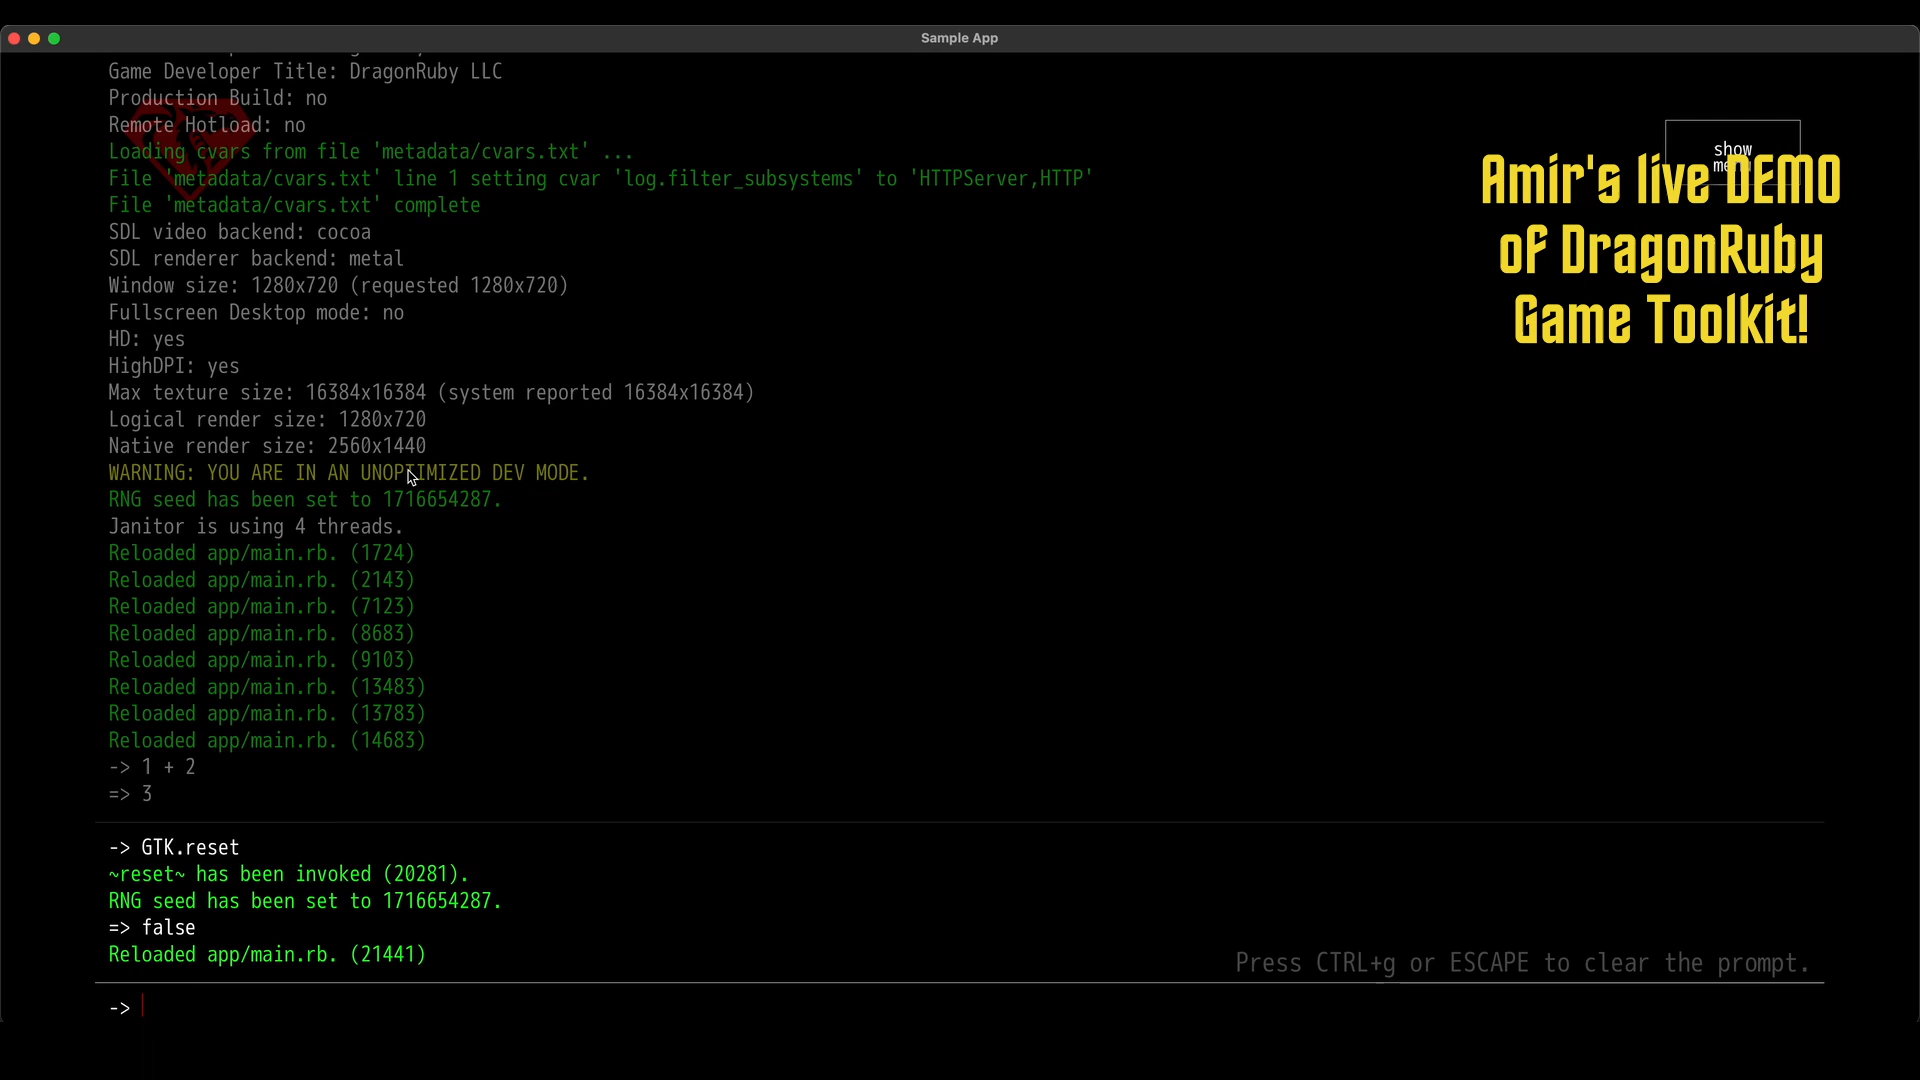 Sample App
Game Developer Title: DragonRuby LLC
Production Build: no
Remote Hotload: no
Loading cvars from file 'metadata/cvars.txt' ...
File 'metadata/cvars.txt' line 1 setting cvar 'log.filter_subsystems' to 'HTTPServer,HTTP'
File 'metadata/cvars.txt' complete
SDL video backend: cocoa
SDL renderer backend: metal
Window size: 1280x720 (requested 1280x720)
Fullscreen Desktop mode: no
HD: yes
HighDPI: yes
Max texture size: 16384x16384 (system reported 16384x16384)
Logical render size: 1280x720
Native render size: 2560x1440
WARNING: YOU ARE IN AN UNOPTIMIZED DEV MODE.
RNG seed has been set to 1716654287.
Janitor is using 4 threads.
Reloaded app/main.rb. (1724)
Reloaded app/main.rb. (2143)
Reloaded app/main.rb. (7123)
Reloaded app/main.rb. (8683)
Reloaded app/main.rb. (9103)
Reloaded app/main.rb. (13483)
Reloaded app/main.rb. (13783)
Reloaded app/main.rb. (14683)
-> 1 + 2
=> 3
-> GTK.reset
~reset~ has been invoked (20281).
RNG seed has been set to 1716654287.
=> false
Reloaded app/main.rb. (21441)
Press CTRL+g or ESCAPE to clear the prompt.
->
show
Amir's live DEMO
of DragonRuby
Game Toolkit!